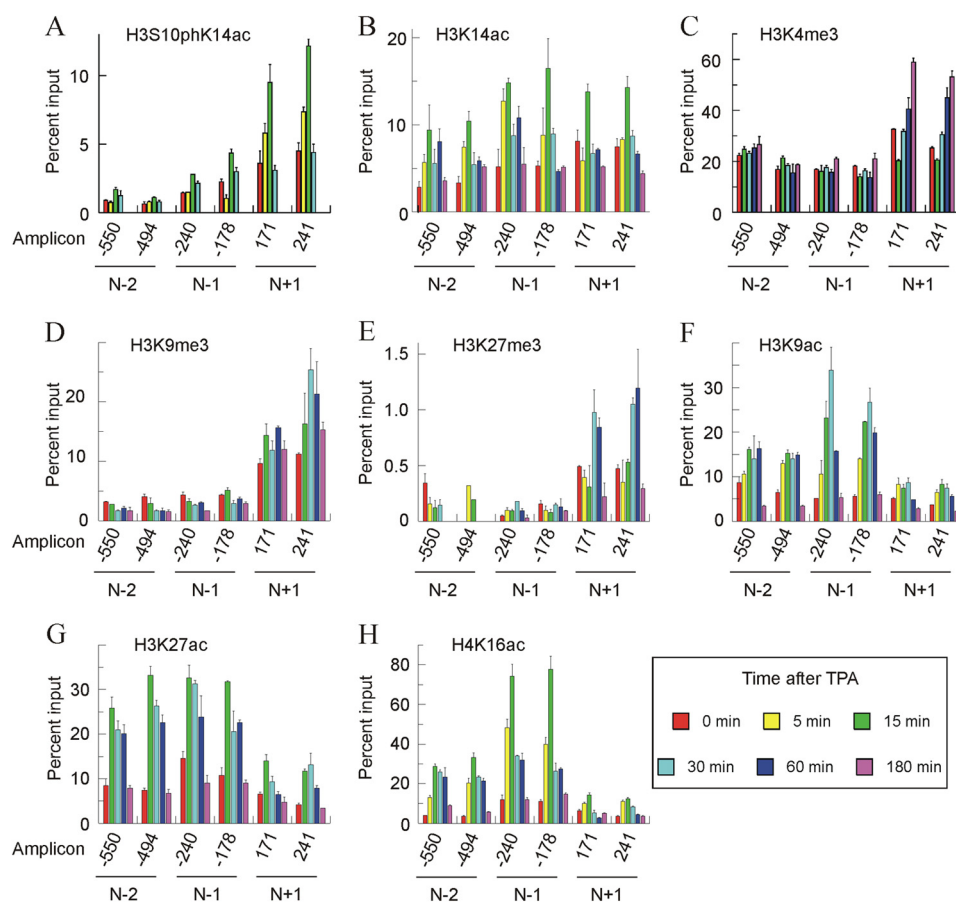 A
H3S10phK14ac
Percent input
10
5
0
Amplicon
-550
-494
-240
-178
171
241
N-2
N-1
N+1
B
H3K14ac
Percent input
20
15
10
5
0
-550
-494
-240
-178
171
241
N-2
N-1
N+1
C
H3K4me3
Percent input
60
40
20
0
-550
-494
-240
-178
171
241
N-2
N-1
N+1
D
H3K9me3
Percent input
20
10
0
-550
-494
-240
-178
171
241
N-2
N-1
N+1
E
H3K27me3
Percent input
1.5
1.0
0.5
0
-550
-494
-240
-178
171
241
N-2
N-1
N+1
F
H3K9ac
Percent input
30
20
10
0
-550
-494
-240
-178
171
241
N-2
N-1
N+1
G
H3K27ac
Percent input
30
20
10
0
Amplicon
-550
-494
-240
-178
171
241
N-2
N-1
N+1
H
H4K16ac
Percent input
80
60
40
20
0
-550
-494
-240
-178
171
241
N-2
N-1
N+1
Time after TPA
0 min 5 min 15 min
30 min 60 min 180 min